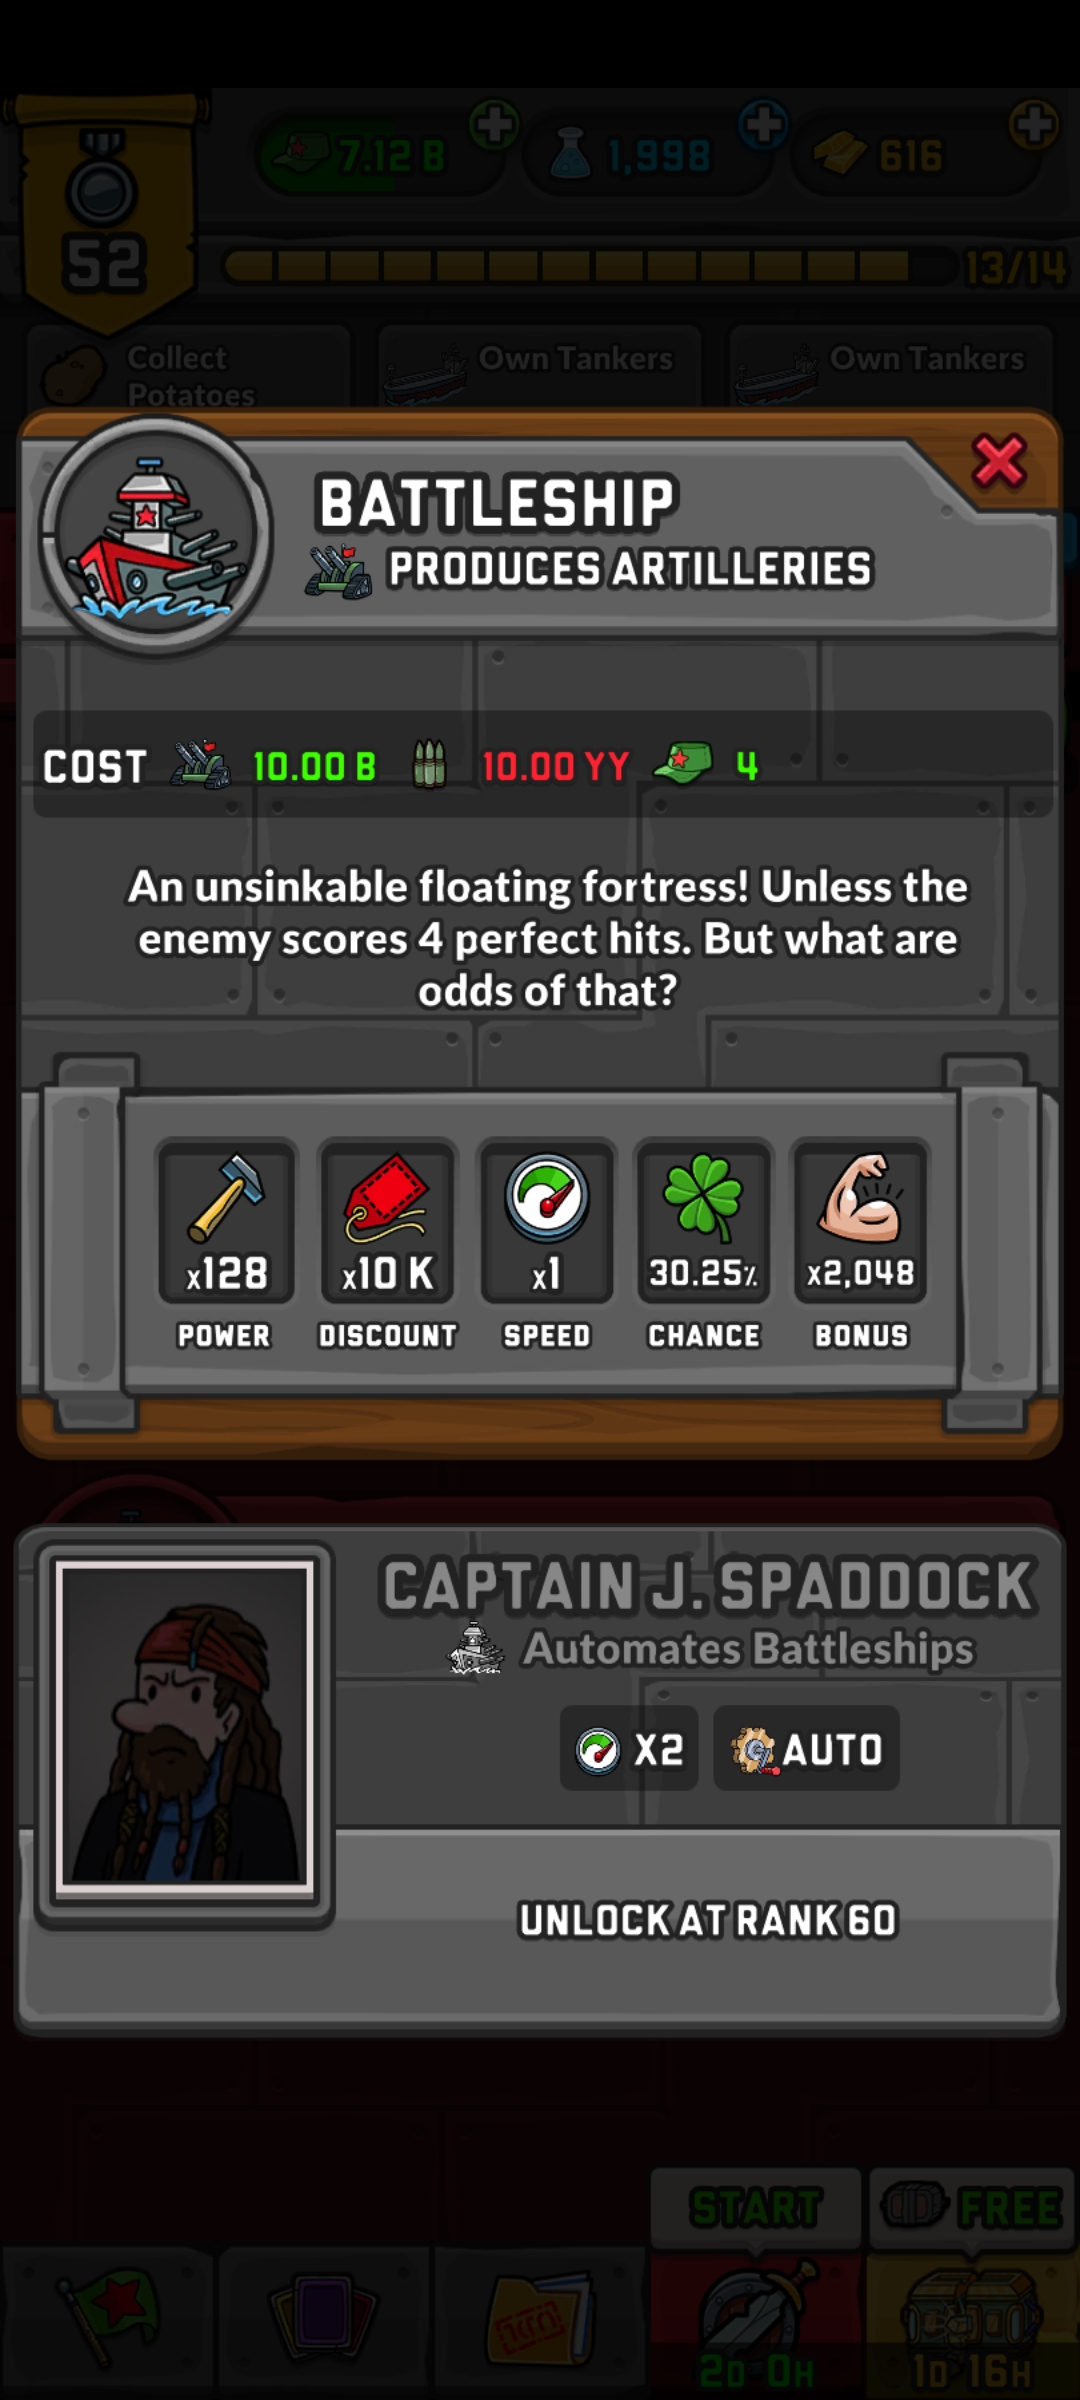 7.12 B
1,998
616
52
13/14
Collect
Potatoes
Own Tankers
Own Tankers
BATTLESHIP
PRODUCES ARTILLERIES
COST 10.00 B 10.00 YY 4
An unsinkable floating fortress! Unless the
enemy scores 4 perfect hits. But what are
odds of that?
x128
x10 K
x1
30.25%
x2,048
POWER
DISCOUNT
SPEED
CHANCE
BONUS
CAPTAIN J. SPADDOCK
Automates Battleships
X2
AUTO
UNLOCK AT RANK 60
START
FREE
2D 0H
1D 16H